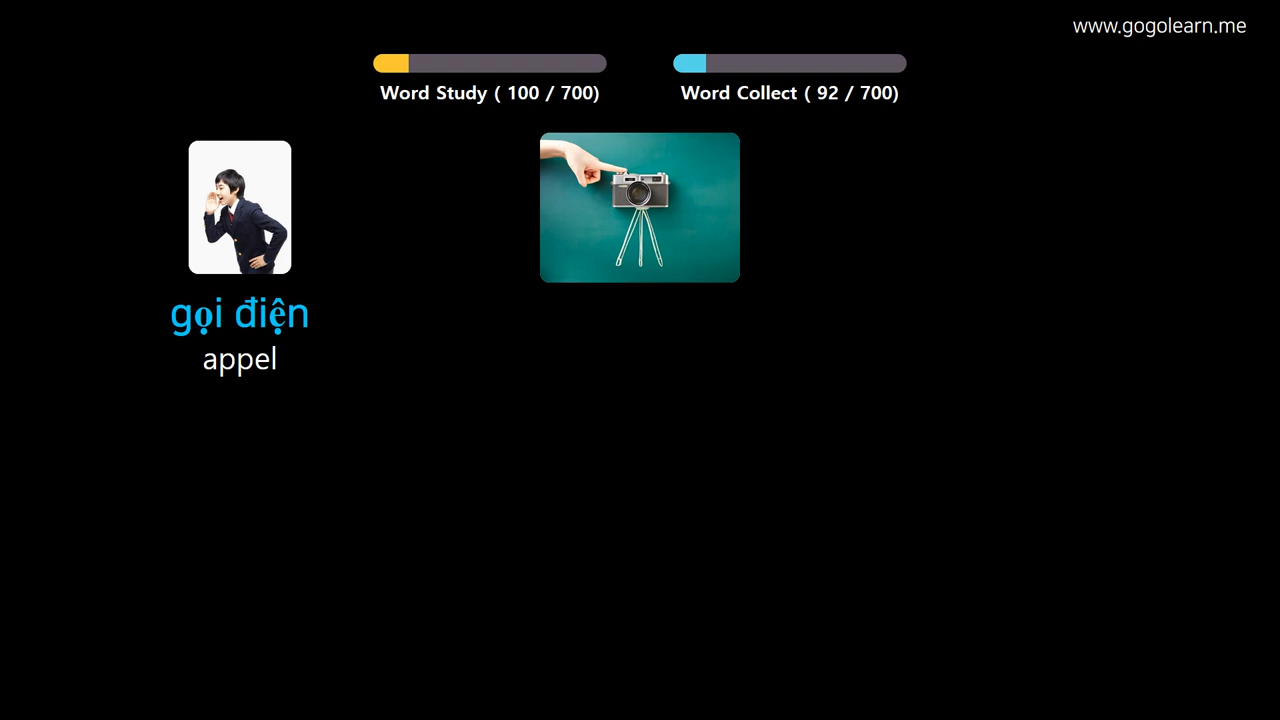 www.gogolearn.me
Word Study ( 100 / 700)
Word Collect ( 92 / 700)
gọi điện
appel